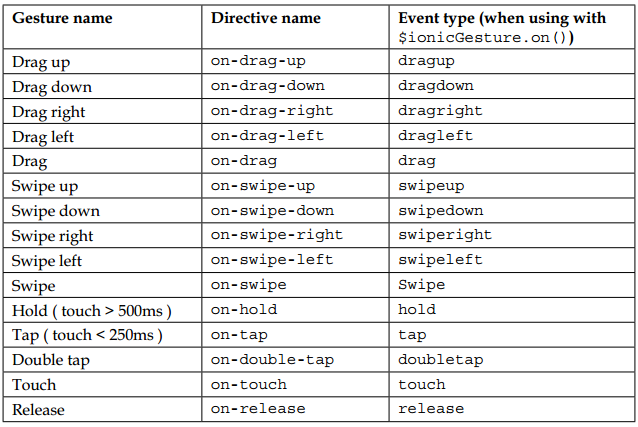 Gesture name Directive name Event type (when using with
$ionicGesture.on())
Drag up on-drag-up dragup
Drag down on-drag-down dragdown
Drag right on-drag-right dragright
Drag left on-drag-left dragleft
Drag on-drag drag
Swipe up on-swipe-up swipeup
Swipe down on-swipe-down swipedown
Swipe right on-swipe-right swiperight
Swipe left on-swipe-left swipeleft
Swipe on-swipe Swipe
Hold ( touch > 500ms ) on-hold hold
Tap ( touch < 250ms ) on-tap tap
Double tap on-double-tap doubletap
Touch on-touch touch
Release on-release release